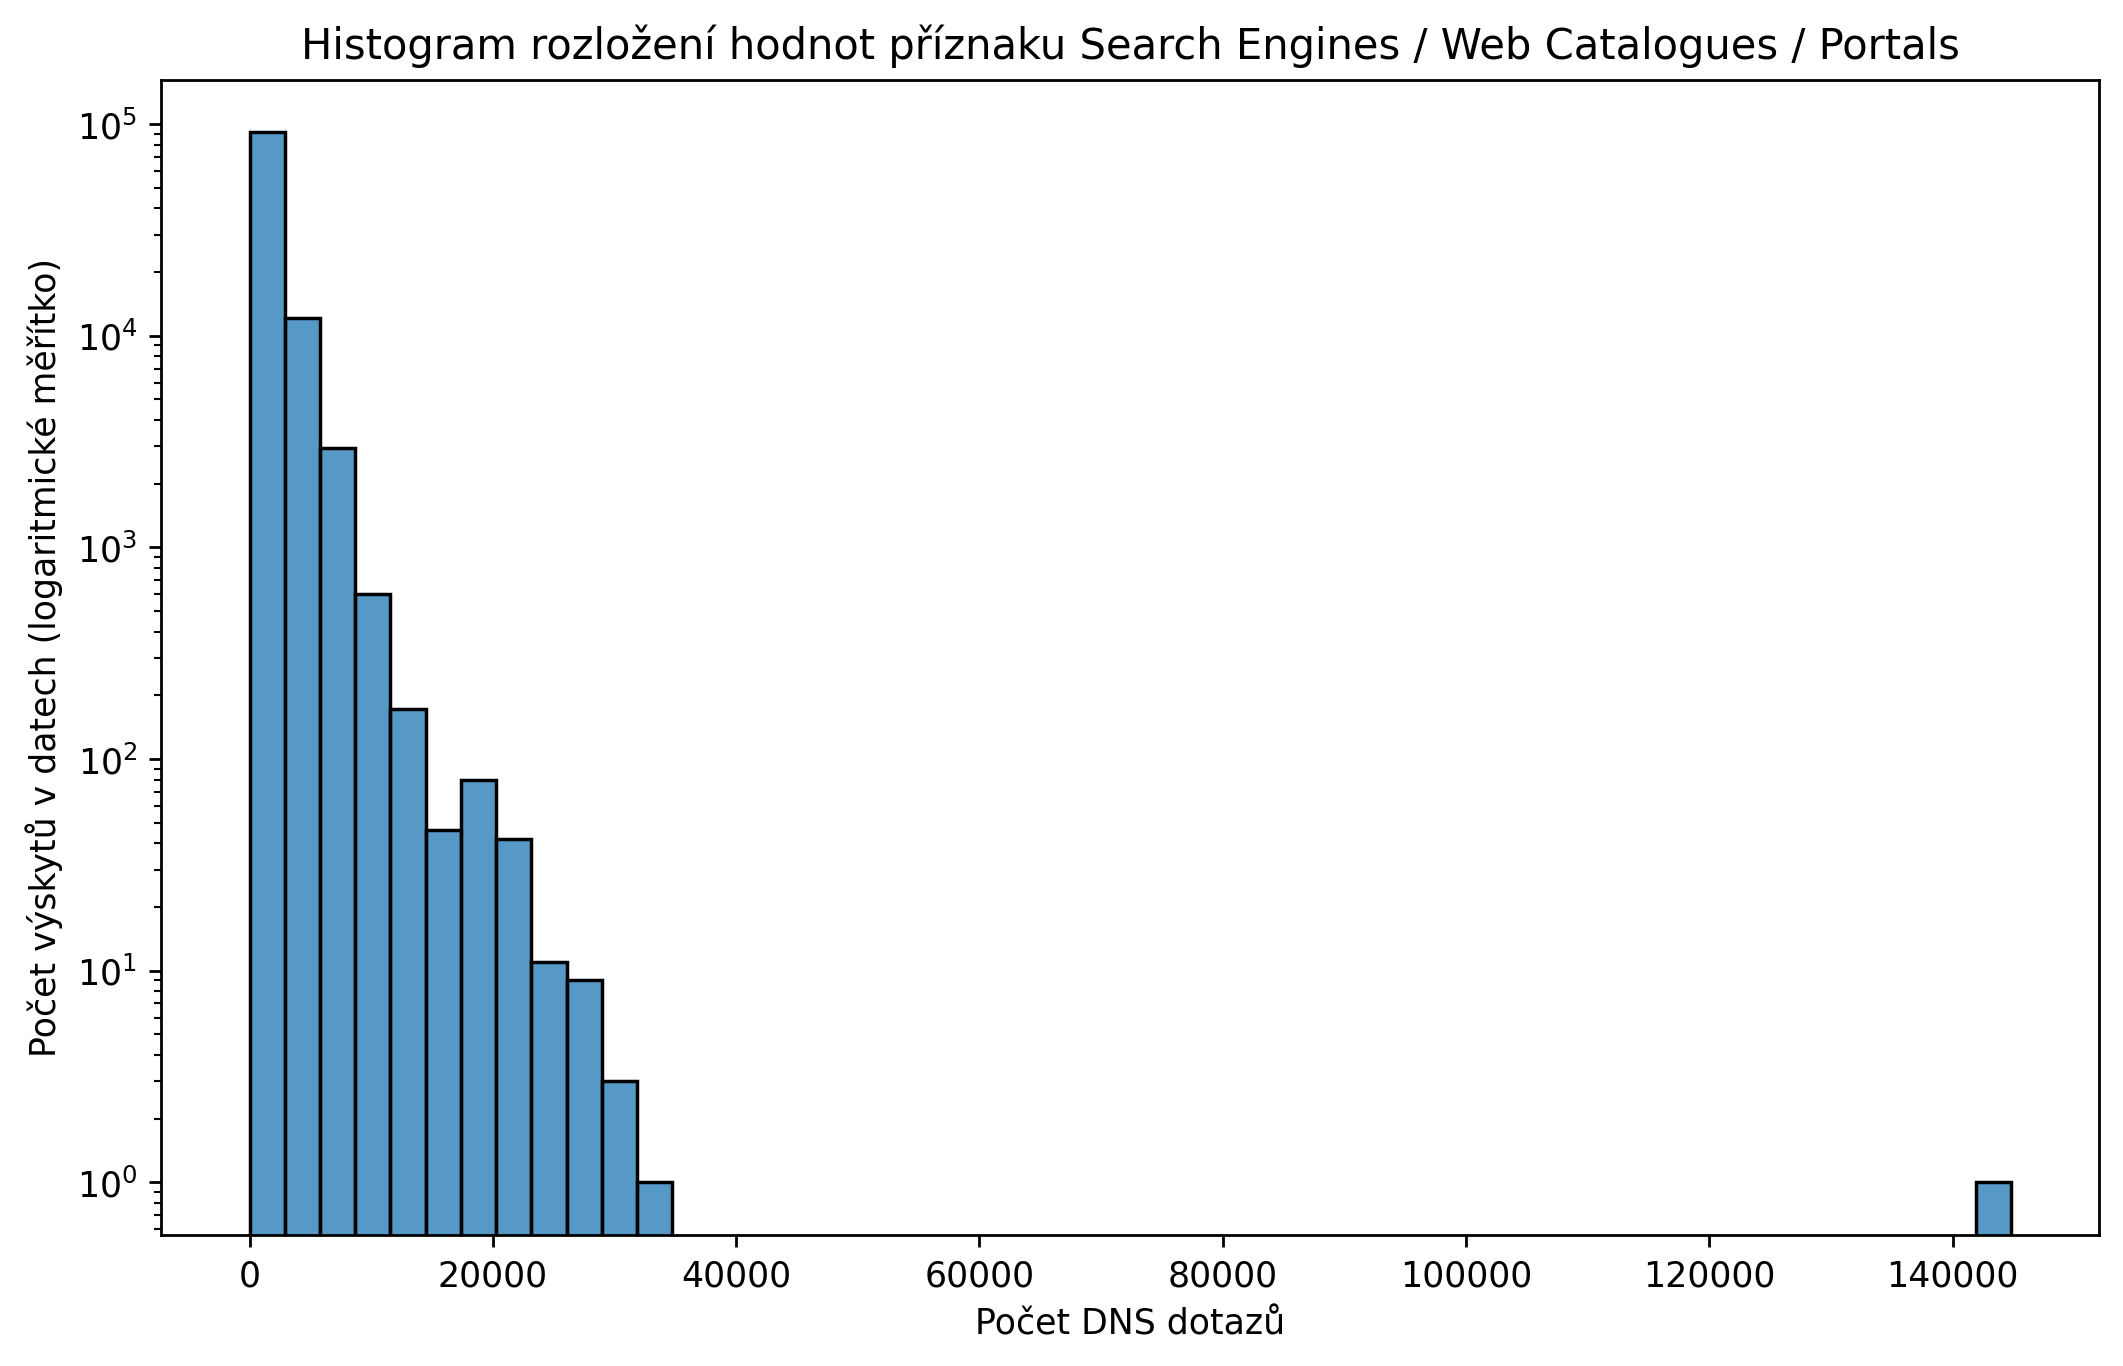 Histogram rozložení hodnot příznaku Search Engines / Web Catalogues / Portals
Počet výskytů v datech (logaritmické měřítko)
10⁵
10⁴
10³
10²
10¹
10⁰
0 20000 40000 60000 80000 100000 120000 140000
Počet DNS dotazů